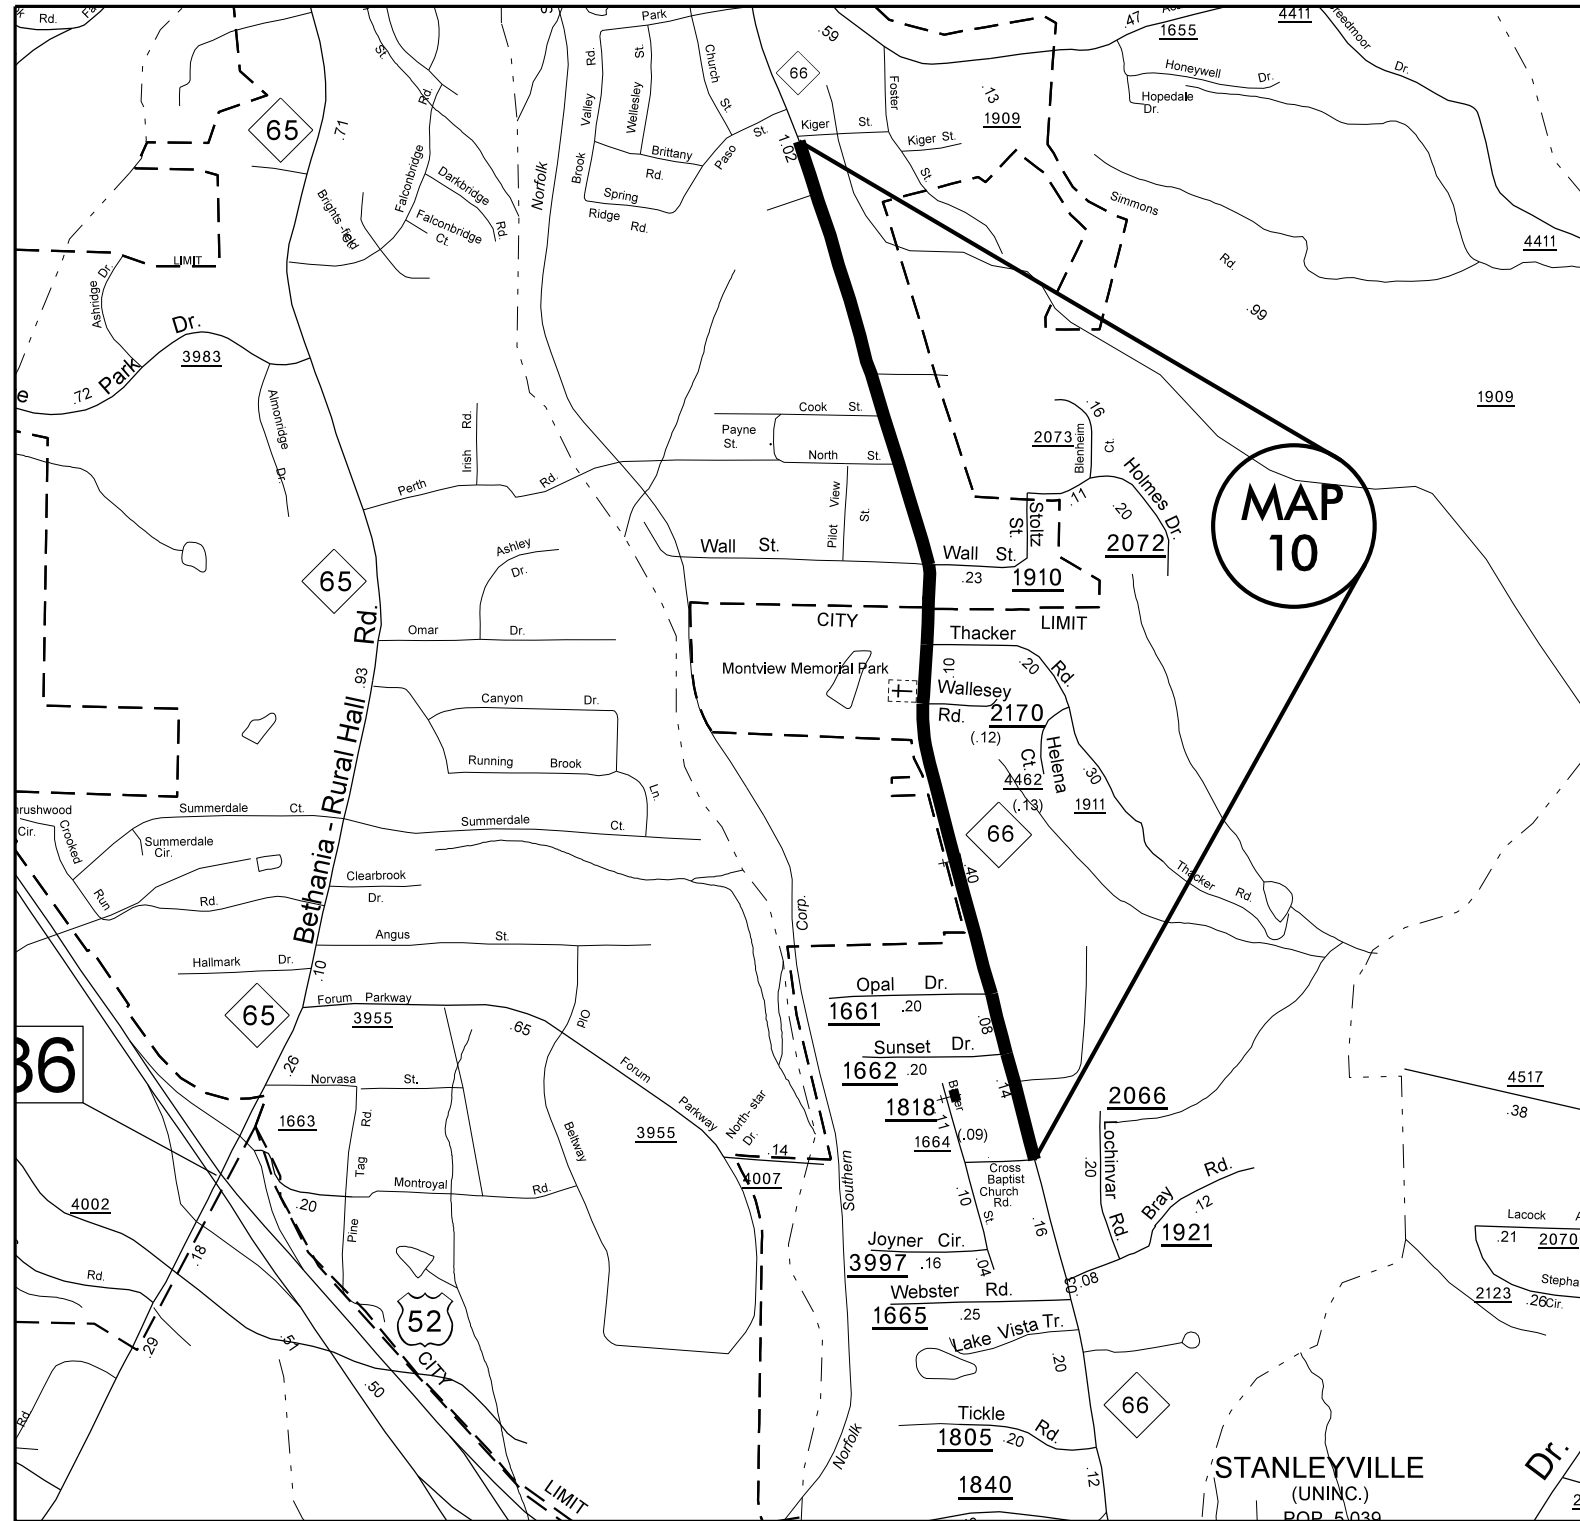 Rd.
St.
Park
.59
.47
1655
4411
Creedmoor
Dr.
65
.71
Rd.
Norfolk
Valley
Rd.
Brook
Wellesley
St.
Church
St.
66
Foster
Honeywell
Dr.
Hopedale
Dr.
.13
1909
Kiger
St.
Kiger St.
St.
1.02
St.
Paso
Brittany
Rd.
Spring
Ridge Rd.
Falconbridge
Darkbridge
Rd.
Falconbridge
Ct.
Brights-field
Simmons
Rd.
.99
4411
LIMIT
Ashridge
Dr.
Dr.
3983
Park
.72
e
Almonridge
Dr.
1909
Cook St.
Payne
St.
North St.
Irish Rd.
Perth
Rd.
Pilot View
St.
2073
.16
Blenheim
Ct.
.11
Holmes Dr.
.20
Stoltz
St.
2072
MAP
10
Wall St.
Wall St.
.23
1910
65
Ashley
Dr.
Omar Dr.
CITY
LIMIT
Thacker
Rd.
.20
.10
Montview Memorial Park
Wallesey
Rd.
2170
(.12)
Helena
Ct.
4462
(.13)
.30
1911
66
Bethania - Rural Hall Rd.
.93
Canyon Dr.
Running Brook
Ln.
Summerdale Ct.
Summerdale Ct.
Summerdale
Cir.
Cir.
Crooked
Run
Rd.
Clearbrook
Dr.
Angus St.
Hallmark Dr.
.10
.40
Thacker
Rd.
Corp.
Forum Parkway
3955
.65
Forum
Parkway
65
86
.26
Norvasa St.
1663
Rd.
Tag
Pine
Montroyal
Rd.
.20
Beltway
3955
North-star
Dr.
.14
4007
Southern
Opal Dr.
1661
.20
.08
Sunset Dr.
1662
.20
.14
1818
.11
1664
(.09)
2066
Cross
Baptist
Church
Rd.
.10
St.
.16
.20
Lochinvar
Rd.
Bray
Rd.
.12
1921
4517
.38
4002
.18
Rd.
.29
Joyner Cir.
3997
.16
.04
Webster Rd.
1665
.25
.03
.08
Lacock
.21
2070
2123
.26
Cir.
Lake Vista Tr.
.20
52
CITY
.51
.50
LIMIT
Rd.
Norfolk
Tickle
Rd.
1805
.20
.12
1840
66
STANLEYVILLE
(UNINC.)
POP. 5,039
Dr.